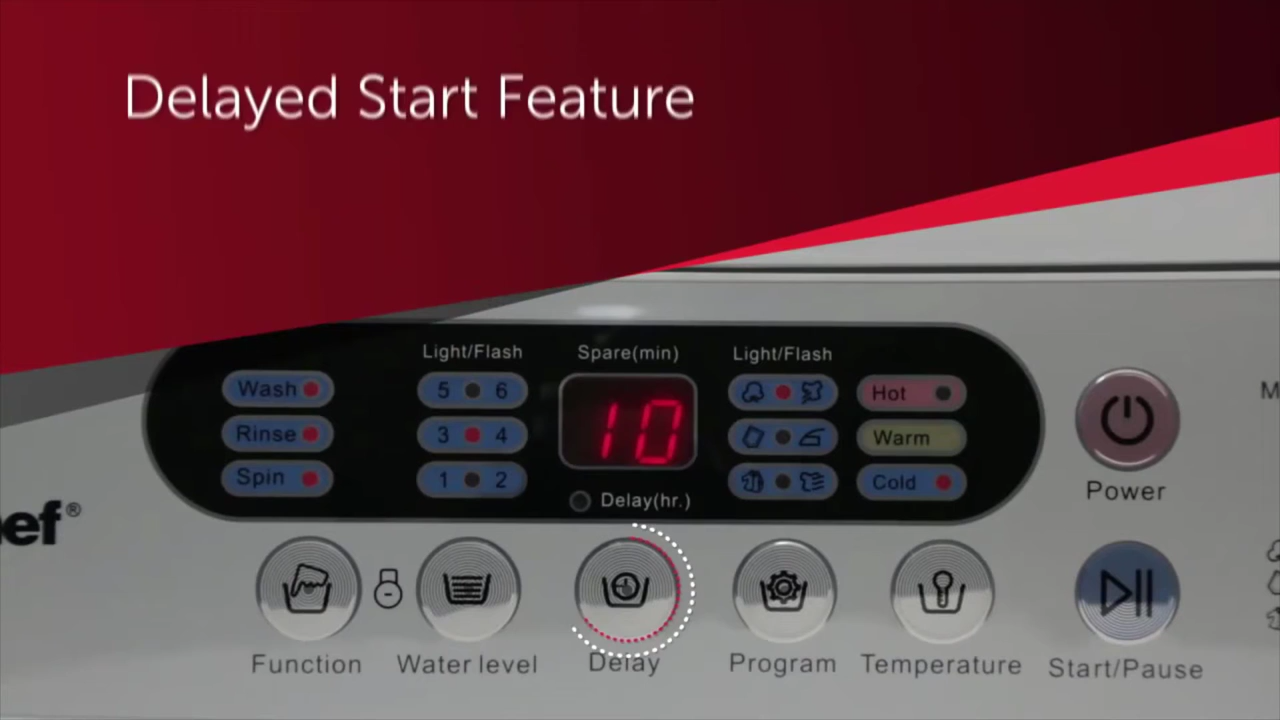 Delayed Start Feature
Light/Flash
Spare(min)
Light/Flash
Wash
5 6
10
Hot
Rinse
3 4
Warm
Spin
1 2
Delay(hr.)
Cold
Power
ef®
Function
Water level
Delay
Program
Temperature
Start/Pause
M